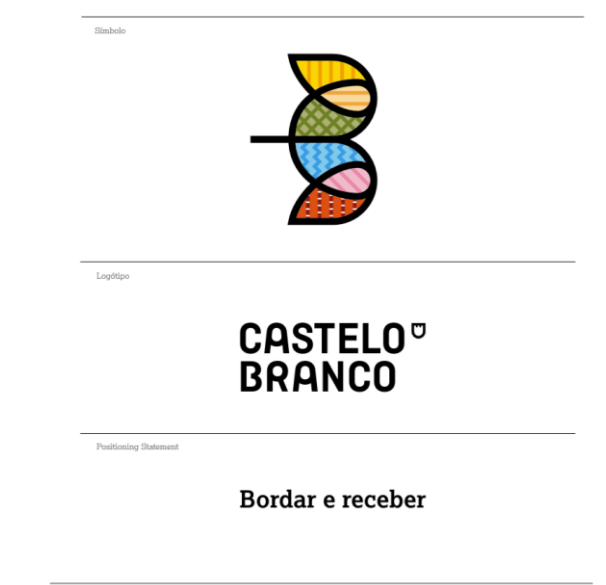 Símbolo
Logótipo
CASTELO
BRANCO
Positioning Statement
Bordar e receber